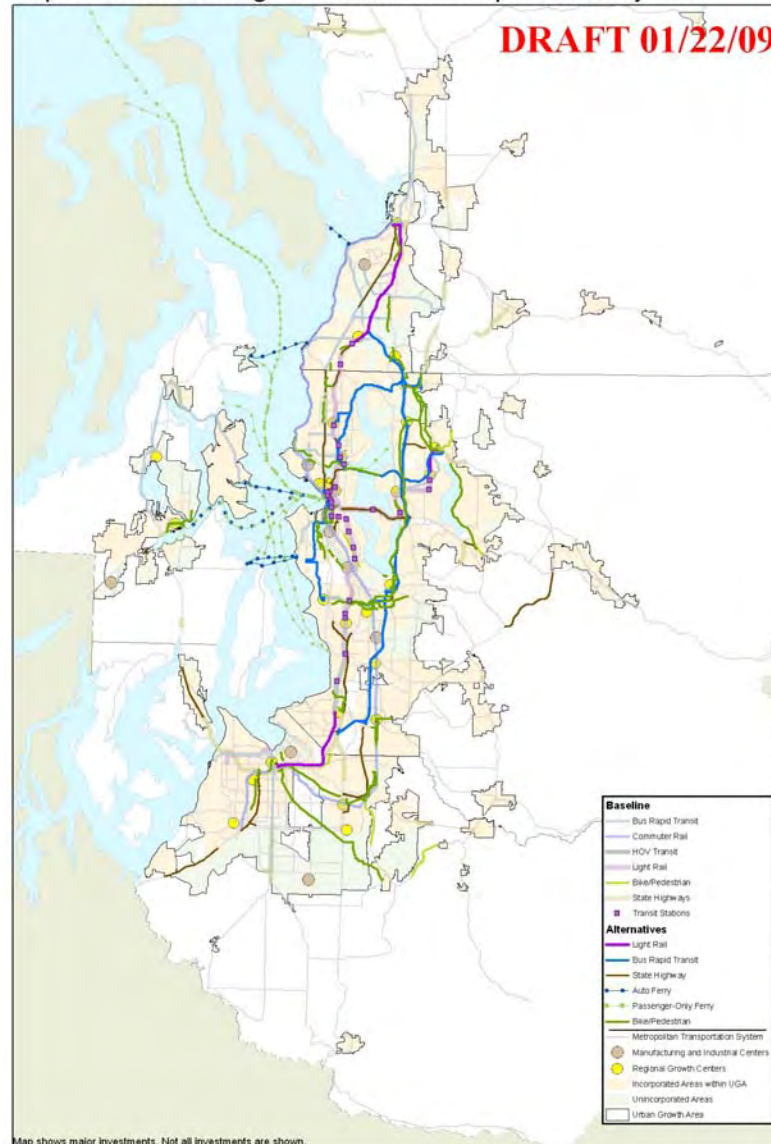 DRAFT 01/22/09
Baseline
Bus Rapid Transit
Commuter Rail
HOV Transit
Light Rail
Bike/Pedestrian
State Highways
Transit Stations
Alternatives
Light Rail
Bus Rapid Transit
State Highway
Auto Ferry
Passenger-Only Ferry
Bike/Pedestrian
Metropolitan Transportation System
Manufacturing and Industrial Centers
Regional Growth Centers
Incorporated Areas within UGA
Unincorporated Areas
Urban Growth Area
Map shows major investments. Not all investments are shown.